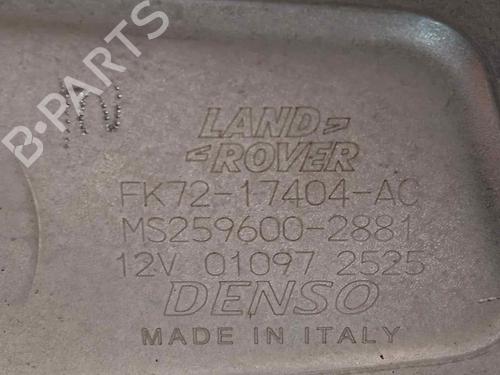 B-PARTS
LAND
ROVER
FK72-17404-AC
MS259600-2881
12V 01097 2525
DENSO
MADE IN ITALY